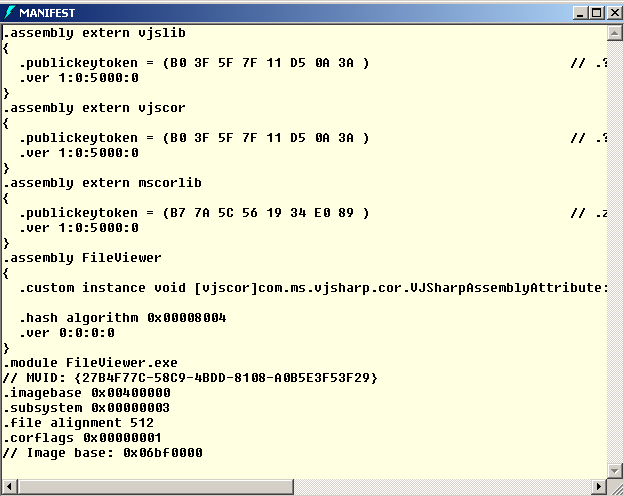 MANIFEST
.assembly extern vjslib
{
  .publickeytoken = (B0 3F 5F 7F 11 D5 0A 3A )                         // .?
  .ver 1:0:5000:0
}
.assembly extern vjscor
{
  .publickeytoken = (B0 3F 5F 7F 11 D5 0A 3A )                         // .?
  .ver 1:0:5000:0
}
.assembly extern mscorlib
{
  .publickeytoken = (B7 7A 5C 56 19 34 E0 89 )                         // .z
  .ver 1:0:5000:0
}
.assembly FileViewer
{
  .custom instance void [vjscor]com.ms.vjsharp.cor.VJSharpAssemblyAttribute:
  .hash algorithm 0x00008004
  .ver 0:0:0:0
}
.module FileViewer.exe
// MVID: {27B4F77C-58C9-4BDD-8108-A0B5E3F53F29}
.imagebase 0x00400000
.subsystem 0x00000003
.file alignment 512
.corflags 0x00000001
// Image base: 0x06bf0000